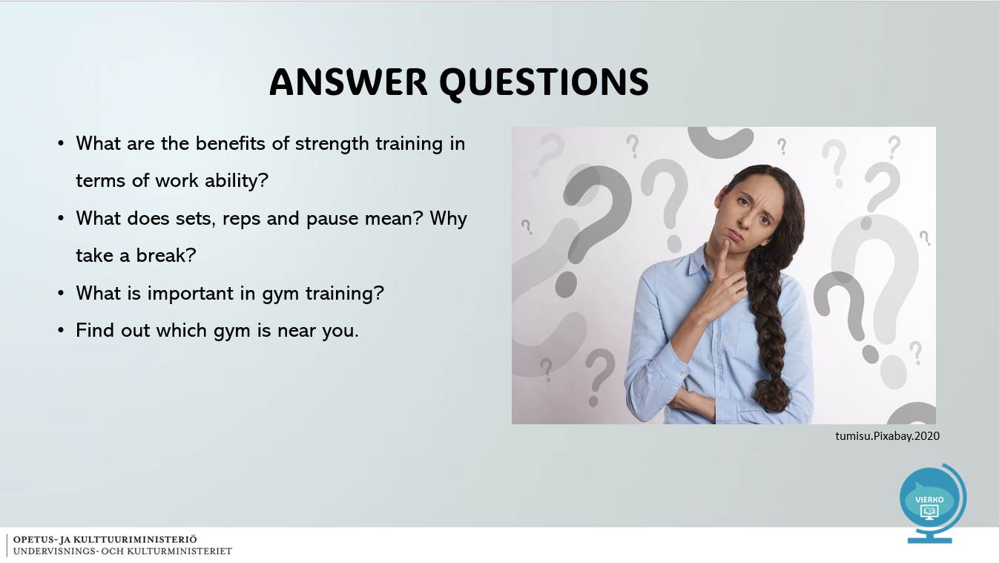 ANSWER QUESTIONS
• What are the benefits of strength training in
terms of work ability?
• What does sets, reps and pause mean? Why
take a break?
• What is important in gym training?
• Find out which gym is near you.
tumisu.Pixabay.2020
VIERKO
OPETUS- JA KULTTUURIMINISTERIÖ
UNDERVISNINGS- OCH KULTURMINISTERIET